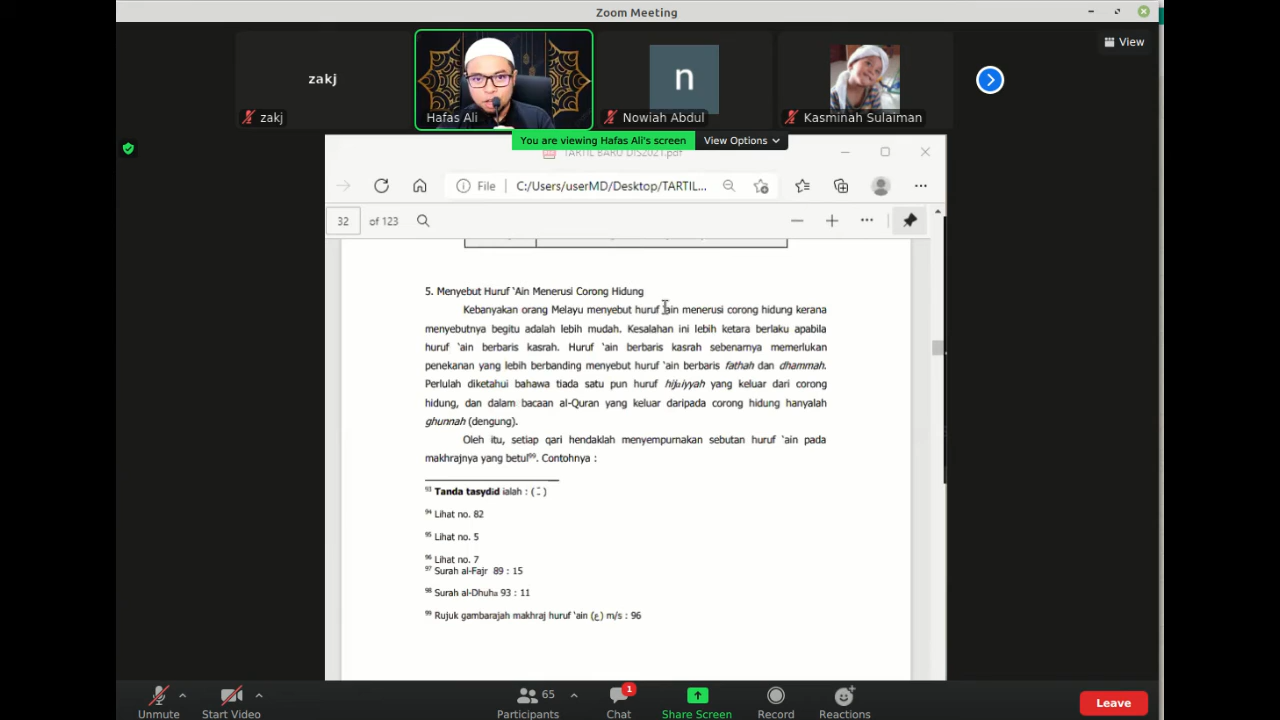 Zoom Meeting
View
zakj
zakj
Hafas Ali
n
Nowiah Abdul
Kasminah Sulaiman
You are viewing Hafas Ali's screen
View Options
TARTIL BARU DIS2021.pdf
File
C:/Users/userMD/Desktop/TARTIL...
32
of 123
5. Menyebut Huruf 'Ain Menerusi Corong Hidung
Kebanyakan orang Melayu menyebut huruf 'ain menerusi corong hidung kerana
menyebutnya begitu adalah lebih mudah. Kesalahan ini lebih ketara berlaku apabila
huruf 'ain berbaris kasrah. Huruf 'ain berbaris kasrah sebenarnya memerlukan
penekanan yang lebih berbanding menyebut huruf 'ain berbaris fathah dan dhammah.
Perlulah diketahui bahawa tiada satu pun huruf hijaiyyah yang keluar dari corong
hidung, dan dalam bacaan al-Quran yang keluar daripada corong hidung hanyalah
ghunnah (dengung).
Oleh itu, setiap qari hendaklah menyempurnakan sebutan huruf 'ain pada
makhrajnya yang betul⁹⁹. Contohnya :
⁹³ Tanda tasydid ialah : ( ّ )
⁹⁴ Lihat no. 82
⁹⁵ Lihat no. 5
⁹⁶ Lihat no. 7
⁹⁷ Surah al-Fajr 89 : 15
⁹⁸ Surah al-Dhuha 93 : 11
⁹⁹ Rujuk gambarajah makhraj huruf 'ain (ع) m/s : 96
Unmute
Start Video
65
Participants
1
Chat
Share Screen
Record
Reactions
Leave